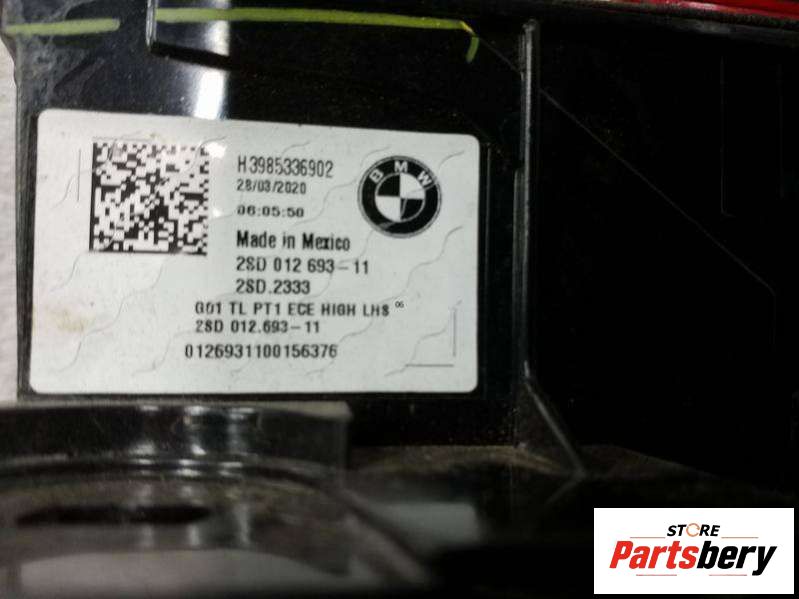 H3985336902
28/03/2020
06:05:50
BMW
Made in Mexico
2SD 012 693-11
2SD.2333
G01 TL PT1 ECE HIGH LHS 06
2SD 012.693-11
0126931100156376
STORE
Partsbery